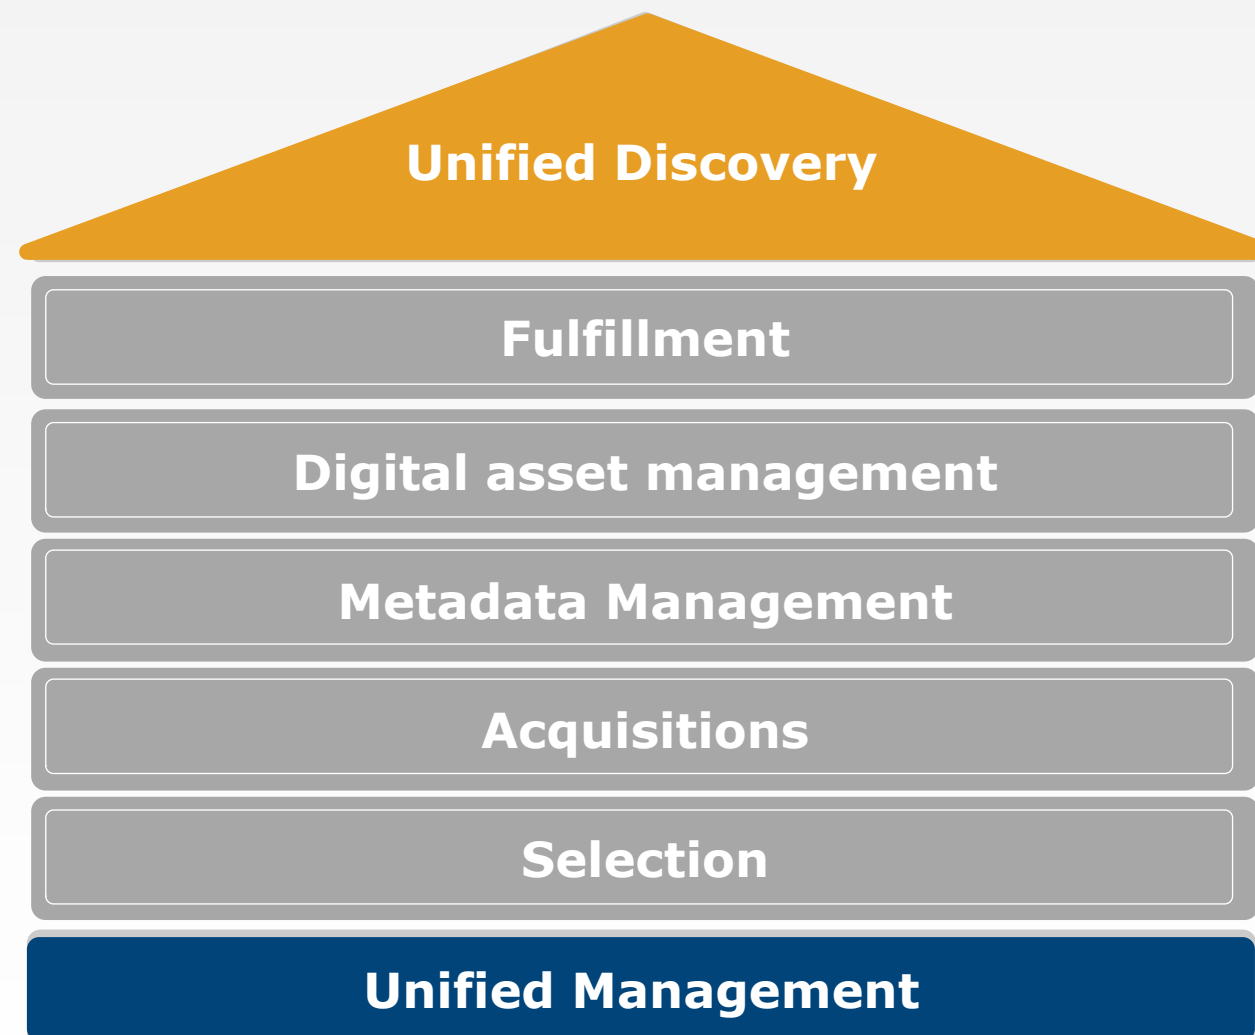 Unified Discovery
Fulfillment
Digital asset management
Metadata Management
Acquisitions
Selection
Unified Management